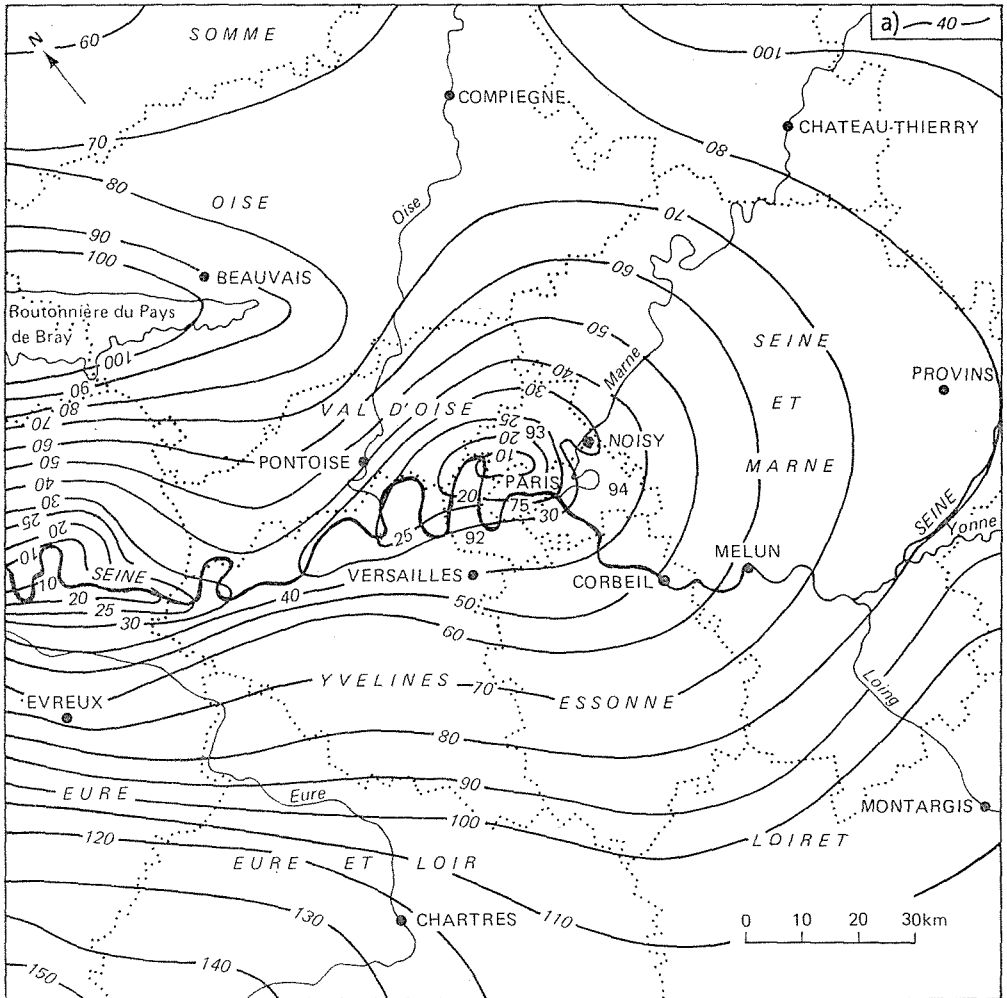 a) 40
60
SOMME
N
100
COMPIEGNE
CHATEAU-THIERRY
70
80
80
OISE
Oise
70
90
100
BEAUVAIS
60
Boutonnière du Pays
de Bray
50
SEINE
100
Marne
90
40
PROVINS
80
30
ET
VAL D'OISE
70
25
93
60
20
NOISY
PONTOISE
10
MARNE
50
PARIS
94
40
20
75
SEINE
30
30
25
Yonne
25
92
20
10
MELUN
10
SEINE
VERSAILLES
CORBEIL
20
40
25
50
30
60
YVELINES
70
EVREUX
ESSONNE
Loing
80
90
EURE
Eure
100
MONTARGIS
120
LOIRET
EURE ET LOIR
130
CHARTRES
110
0 10 20 30km
140
150